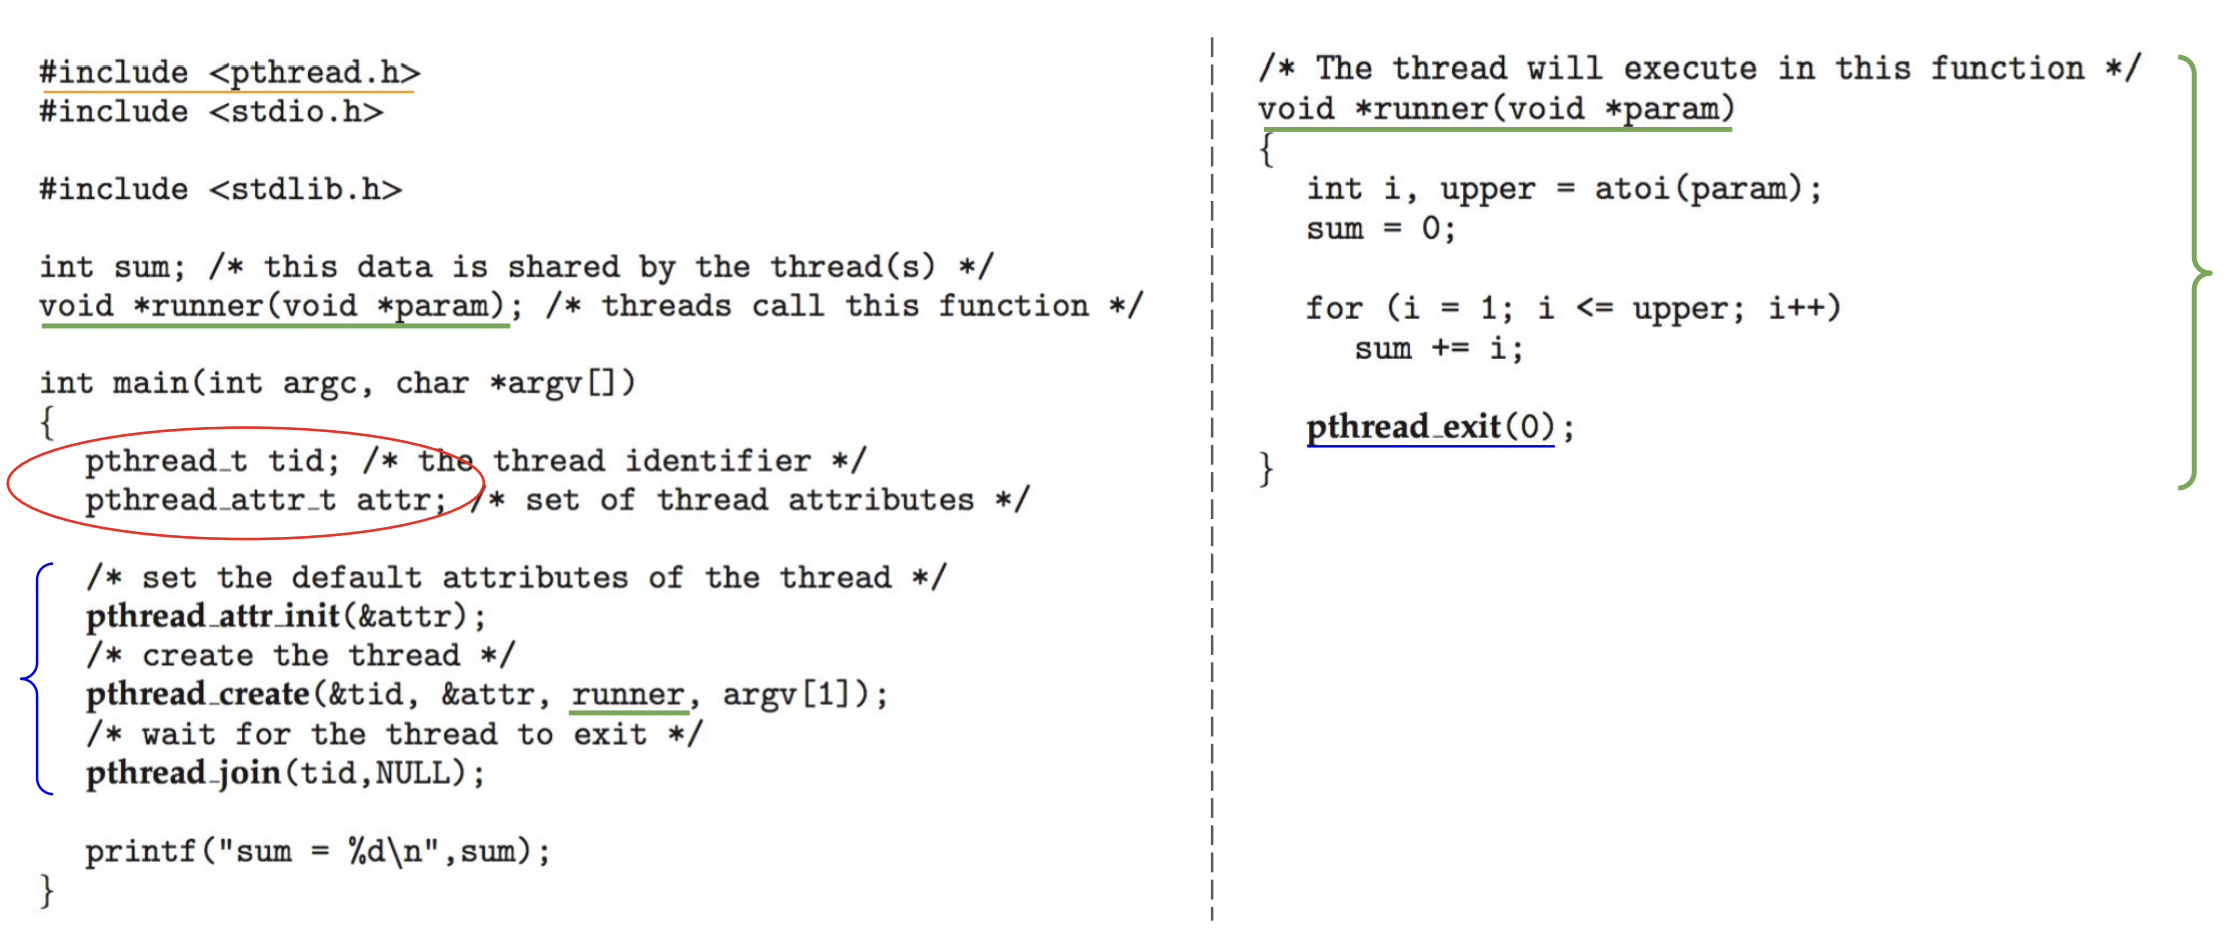 #include <pthread.h>
#include <stdio.h>
#include <stdlib.h>
int sum; /* this data is shared by the thread(s) */
void *runner(void *param); /* threads call this function */
int main(int argc, char *argv[])
{
pthread_t tid; /* the thread identifier */
pthread_attr_t attr; /* set of thread attributes */
/* set the default attributes of the thread */
pthread_attr_init(&attr);
/* create the thread */
pthread_create(&tid, &attr, runner, argv[1]);
/* wait for the thread to exit */
pthread_join(tid,NULL);
printf("sum = %d\n",sum);
}
/* The thread will execute in this function */
void *runner(void *param)
{
int i, upper = atoi(param);
sum = 0;
for (i = 1; i <= upper; i++)
sum += i;
pthread_exit(0);
}